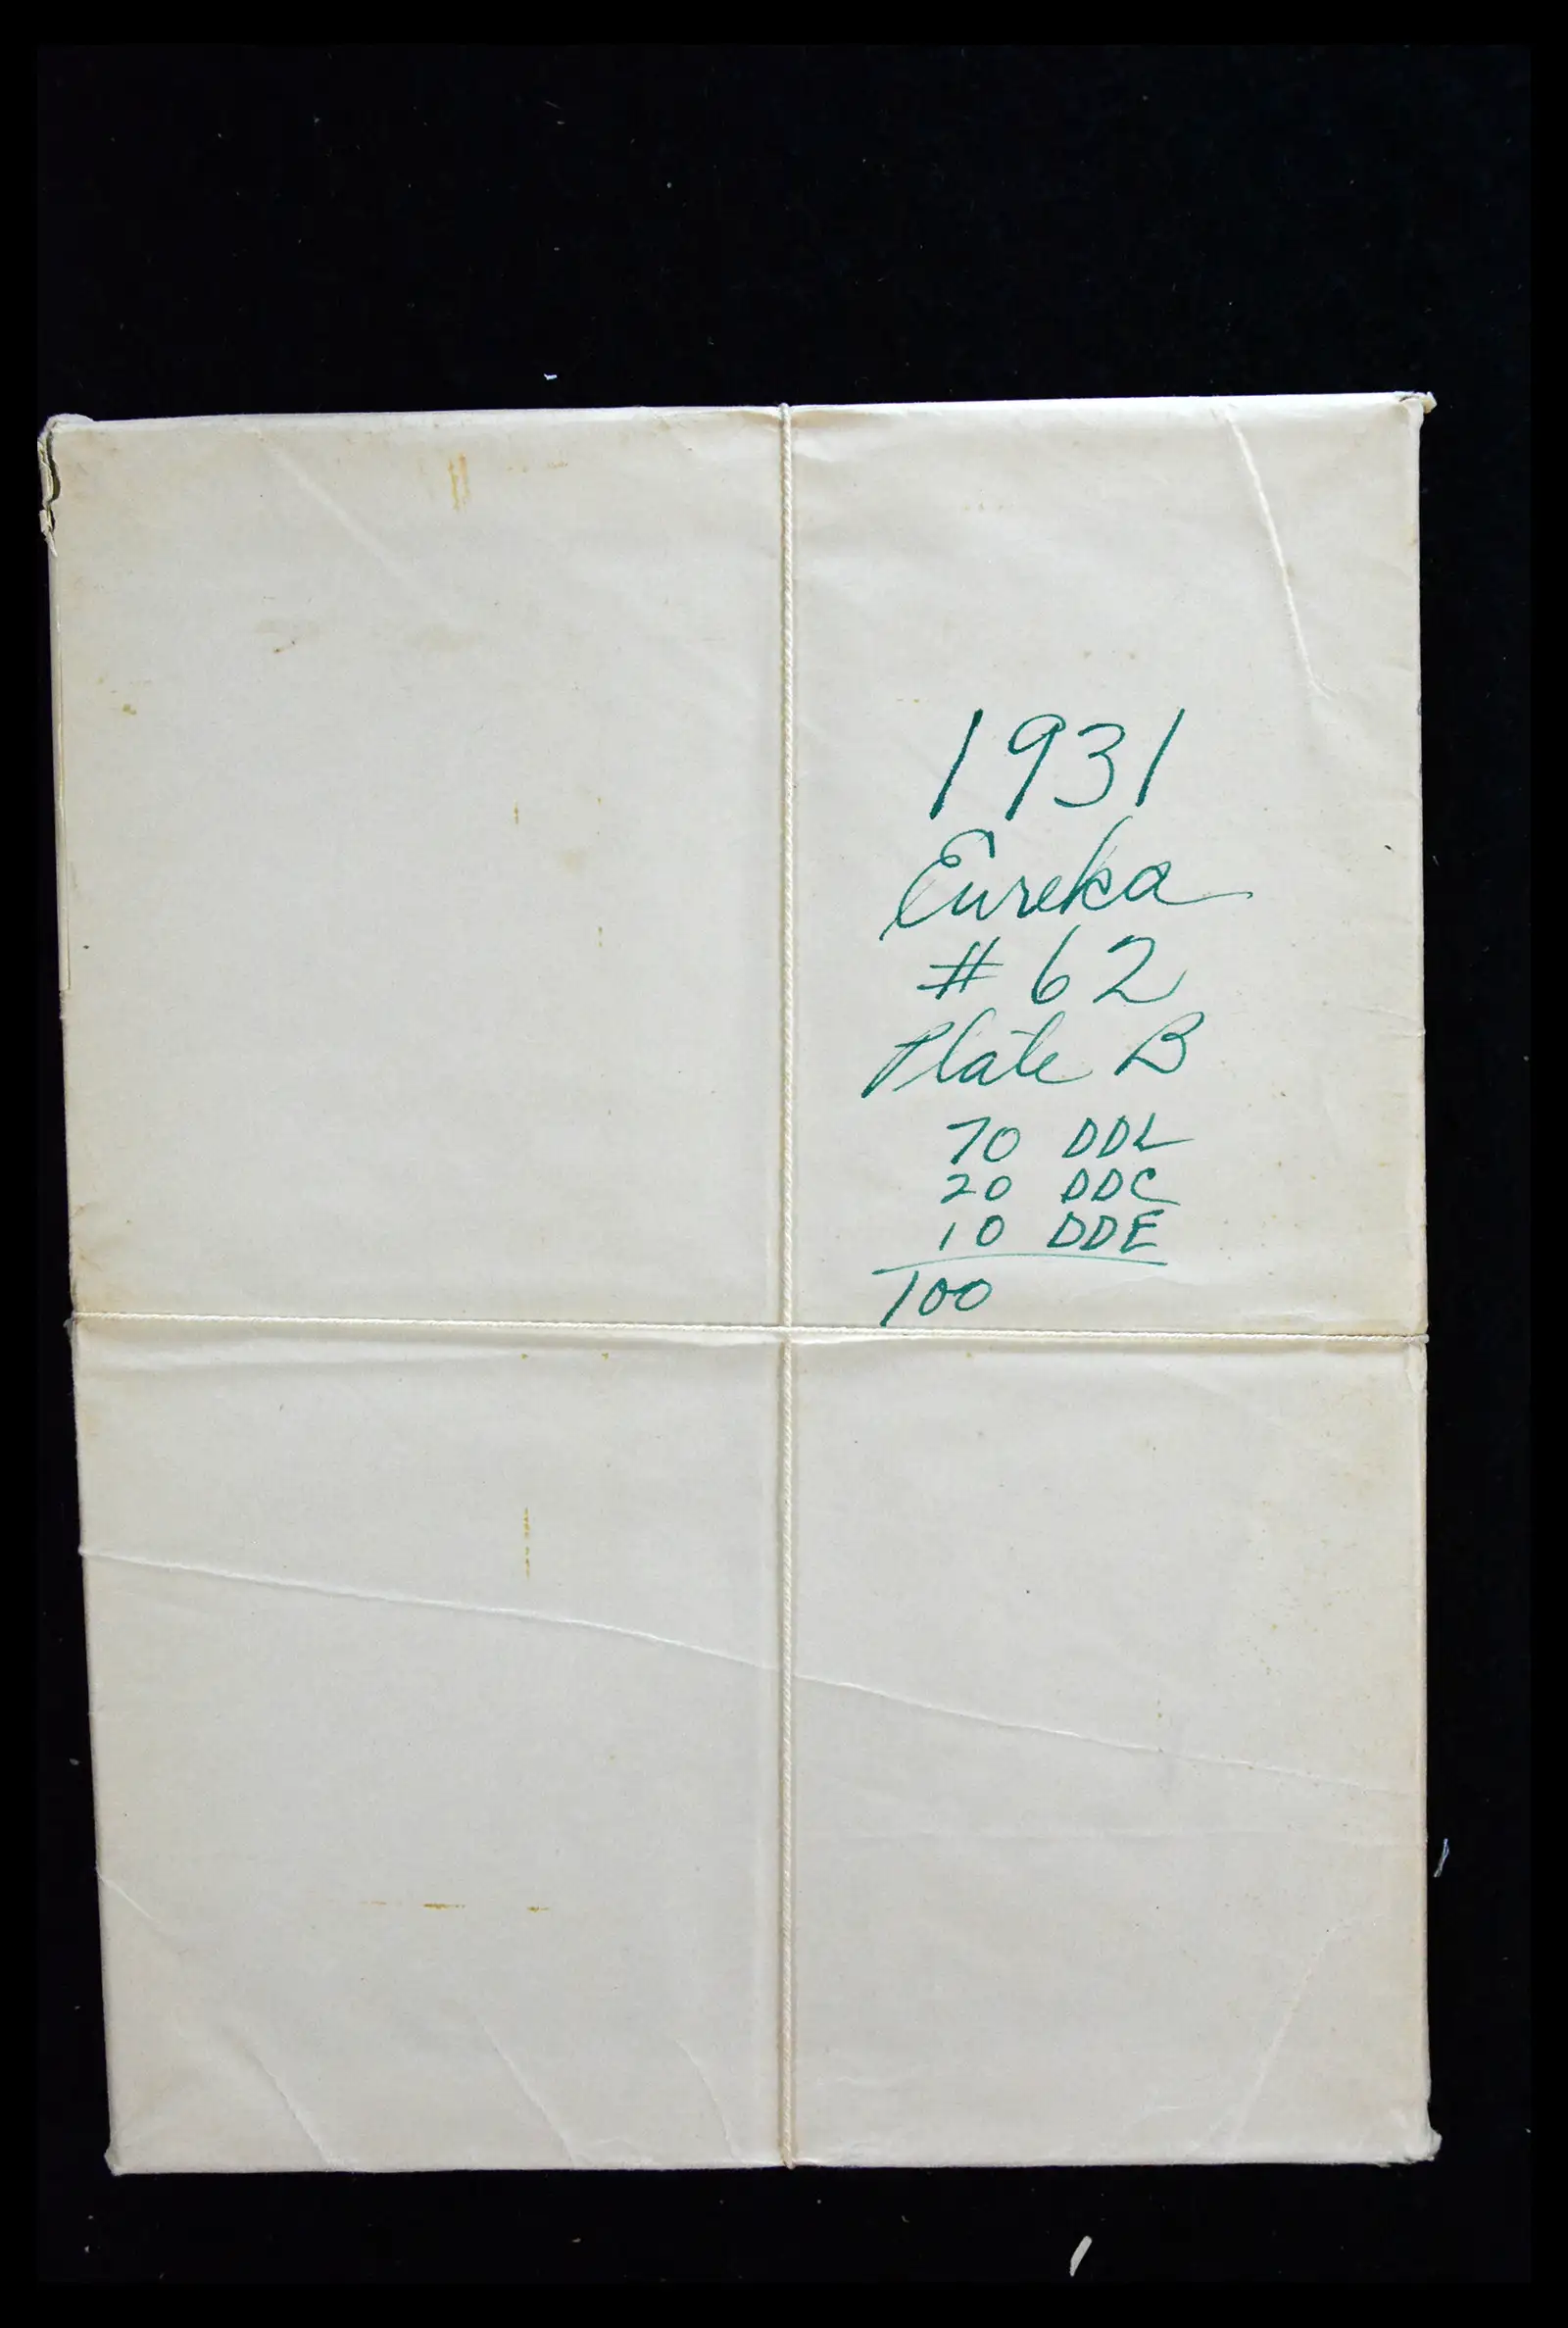 1931
Eureka
# 62
Plate B
70 DDL
20 DDC
10 DDE
100